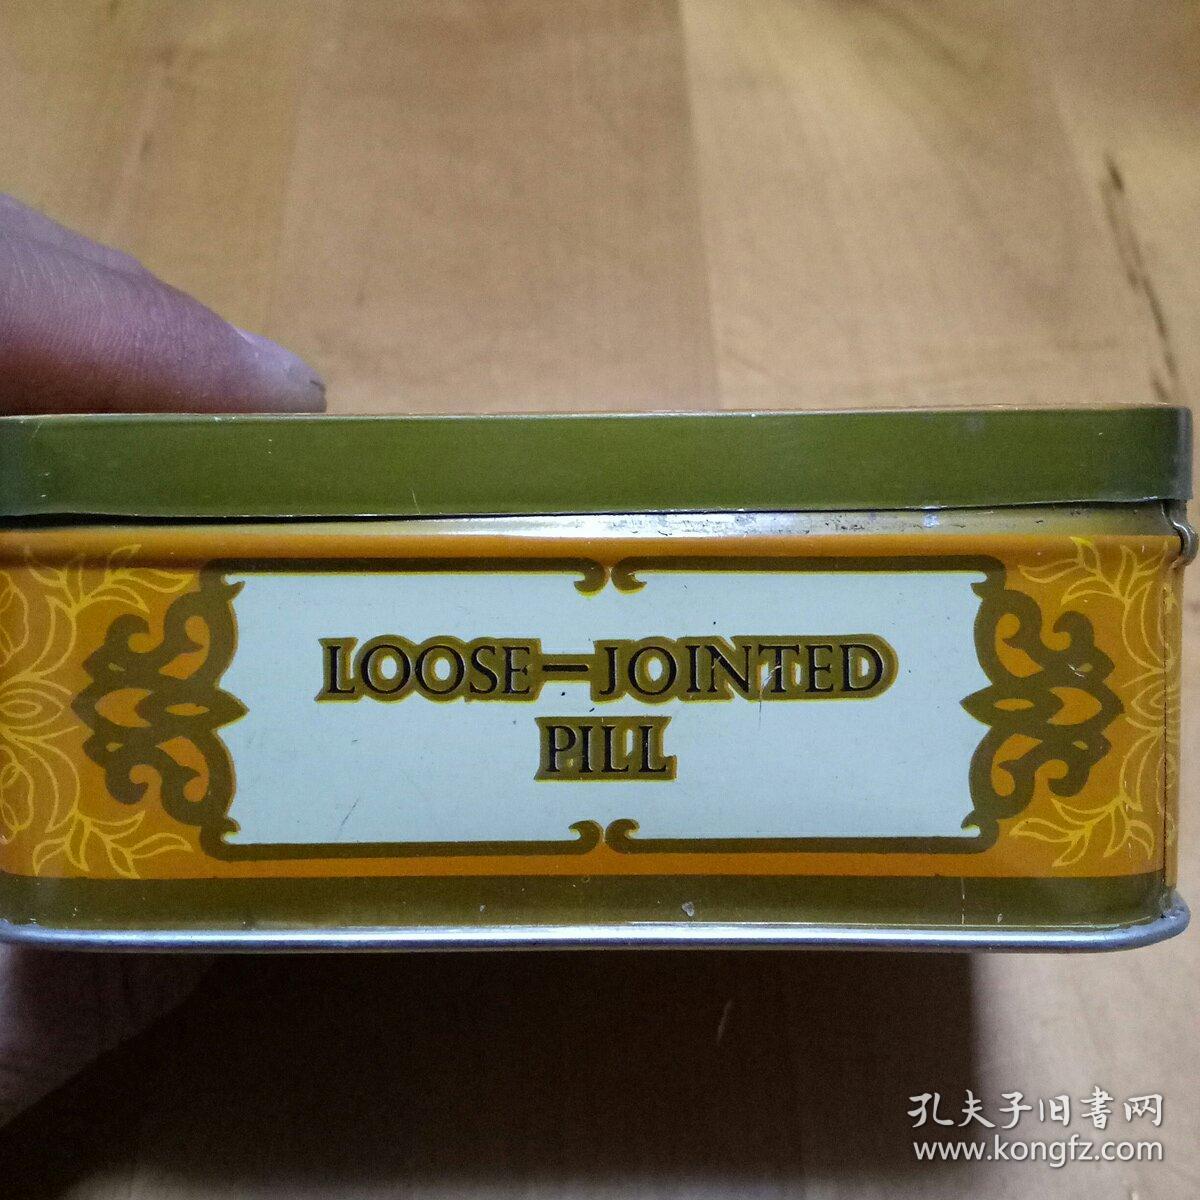 LOOSE-JOINTED
PILL
孔夫子旧书网
www.kongfz.com